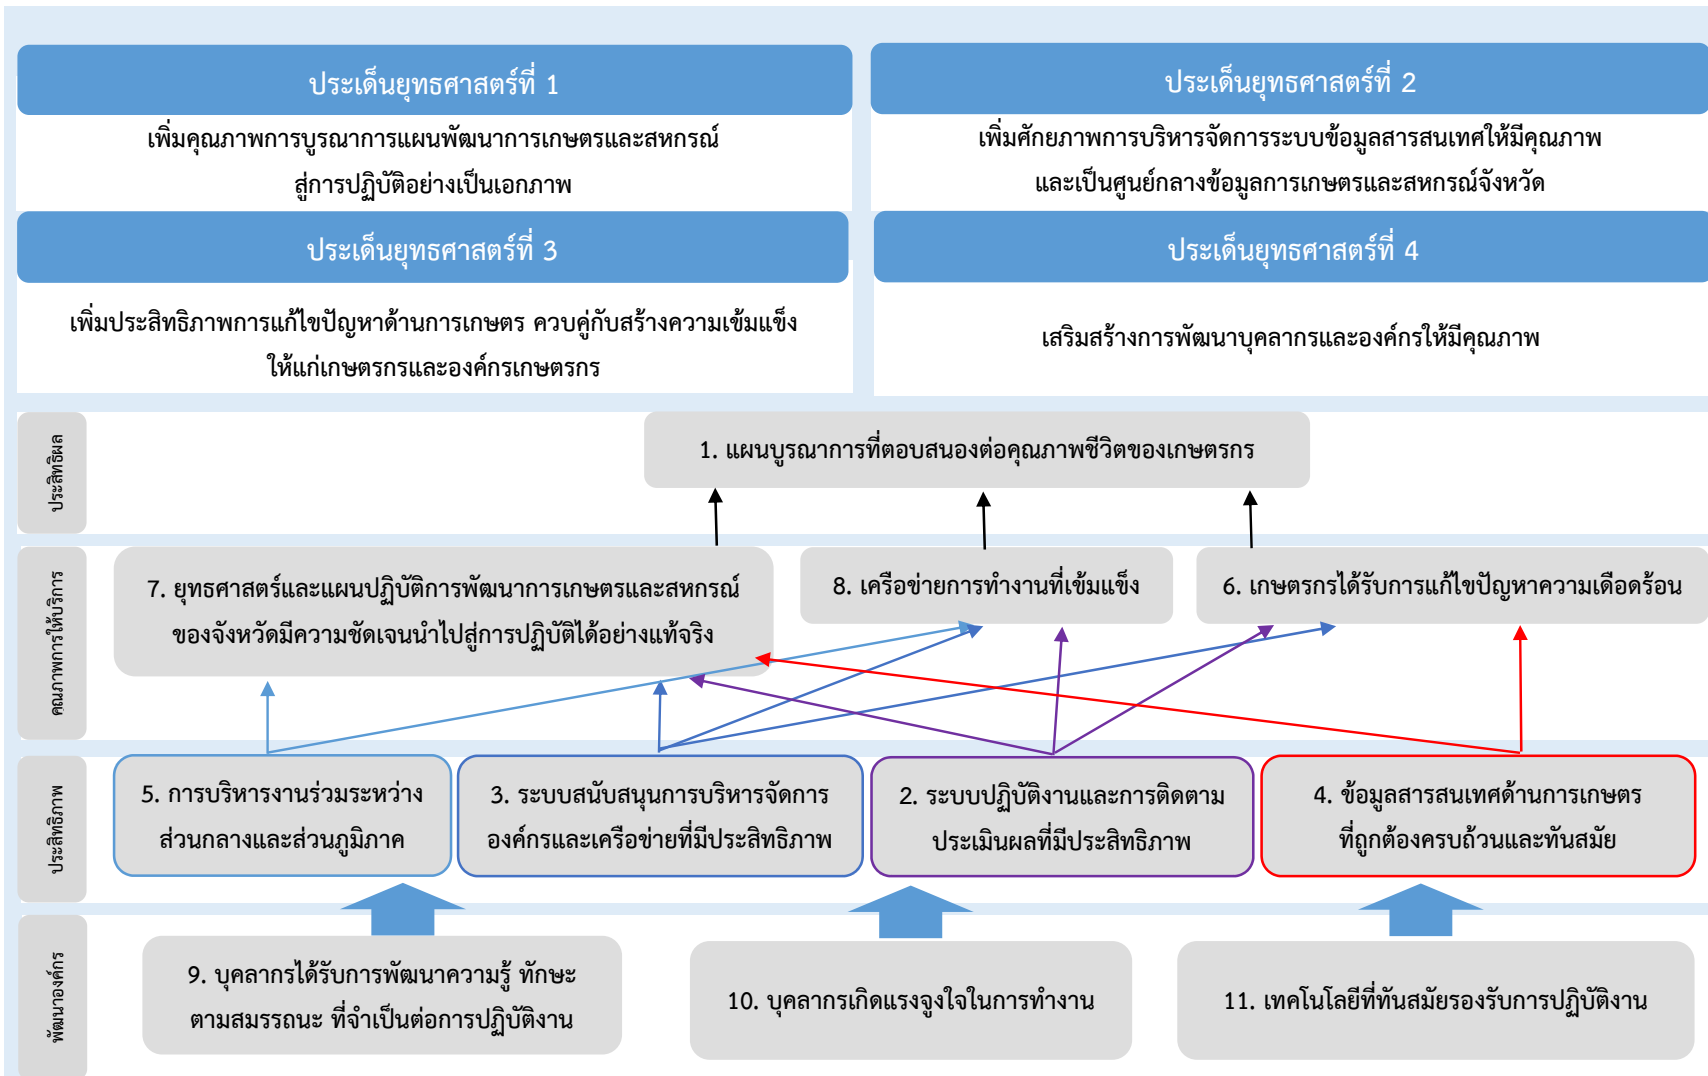 ประเด็นยุทธศาสตร์ที่ 1
เพิ่มคุณภาพการบูรณาการแผนพัฒนาการเกษตรและสหกรณ์
สู่การปฏิบัติอย่างเป็นเอกภาพ
ประเด็นยุทธศาสตร์ที่ 2
เพิ่มศักยภาพการบริหารจัดการระบบข้อมูลสารสนเทศให้มีคุณภาพ
และเป็นศูนย์กลางข้อมูลการเกษตรและสหกรณ์จังหวัด
ประเด็นยุทธศาสตร์ที่ 3
เพิ่มประสิทธิภาพการแก้ไขปัญหาด้านการเกษตร ควบคู่กับสร้างความเข้มแข็ง
ให้แก่เกษตรกรและองค์กรเกษตรกร
ประเด็นยุทธศาสตร์ที่ 4
เสริมสร้างการพัฒนาบุคลากรและองค์กรให้มีคุณภาพ
ประสิทธิผล
1. แผนบูรณาการที่ตอบสนองต่อคุณภาพชีวิตของเกษตรกร
คุณภาพการให้บริการ
7. ยุทธศาสตร์และแผนปฏิบัติการพัฒนาการเกษตรและสหกรณ์
ของจังหวัดมีความชัดเจนนำไปสู่การปฏิบัติได้อย่างแท้จริง
8. เครือข่ายการทำงานที่เข้มแข็ง
6. เกษตรกรได้รับการแก้ไขปัญหาความเดือดร้อน
ประสิทธิภาพ
5. การบริหารงานร่วมระหว่าง
ส่วนกลางและส่วนภูมิภาค
3. ระบบสนับสนุนการบริหารจัดการ
องค์กรและเครือข่ายที่มีประสิทธิภาพ
2. ระบบปฏิบัติงานและการติดตาม
ประเมินผลที่มีประสิทธิภาพ
4. ข้อมูลสารสนเทศด้านการเกษตร
ที่ถูกต้องครบถ้วนและทันสมัย
พัฒนาองค์กร
9. บุคลากรได้รับการพัฒนาความรู้ ทักษะ
ตามสมรรถนะ ที่จำเป็นต่อการปฏิบัติงาน
10. บุคลากรเกิดแรงจูงใจในการทำงาน
11. เทคโนโลยีที่ทันสมัยรองรับการปฏิบัติงาน